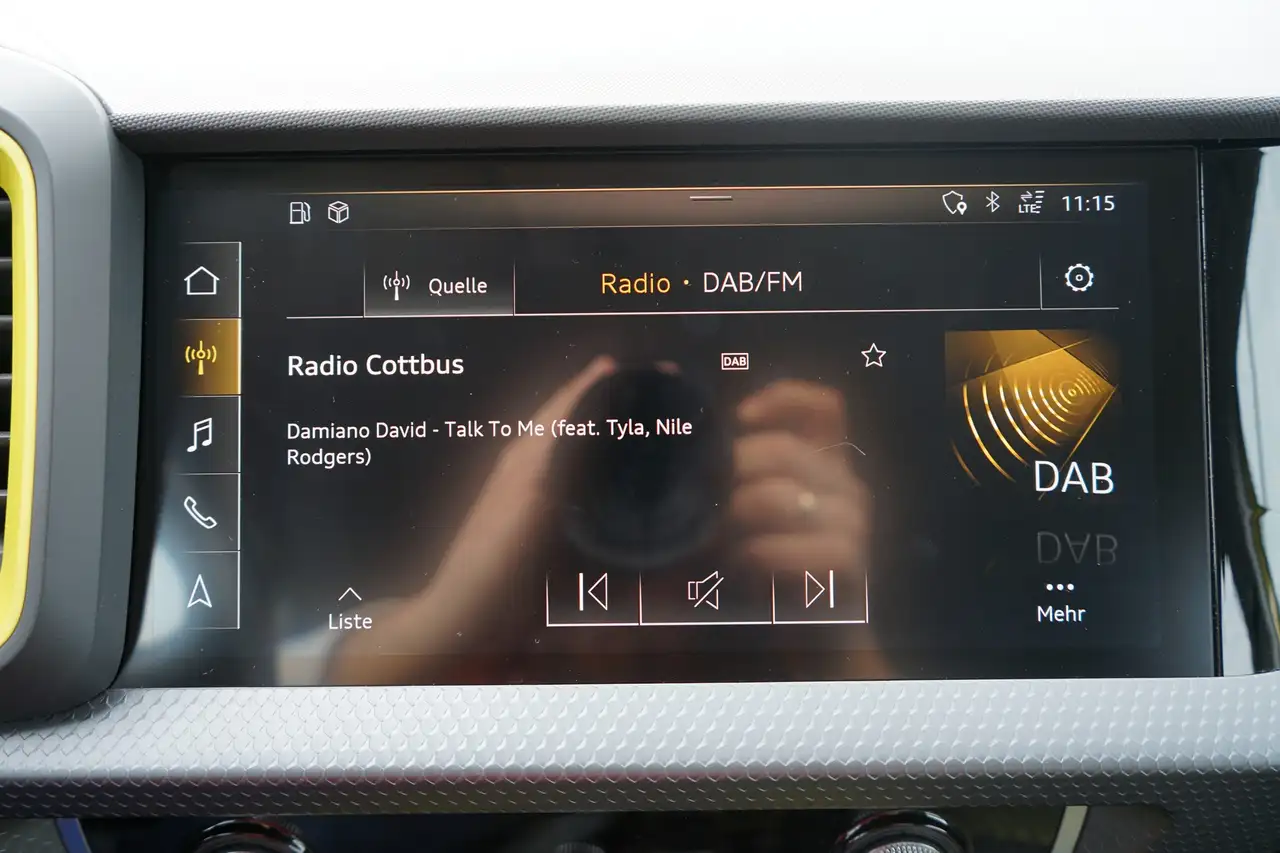 LTE 11:15
Quelle
Radio • DAB/FM
Radio Cottbus
DAB
Damiano David - Talk To Me (feat. Tyla, Nile
Rodgers)
DAB
Liste
Mehr